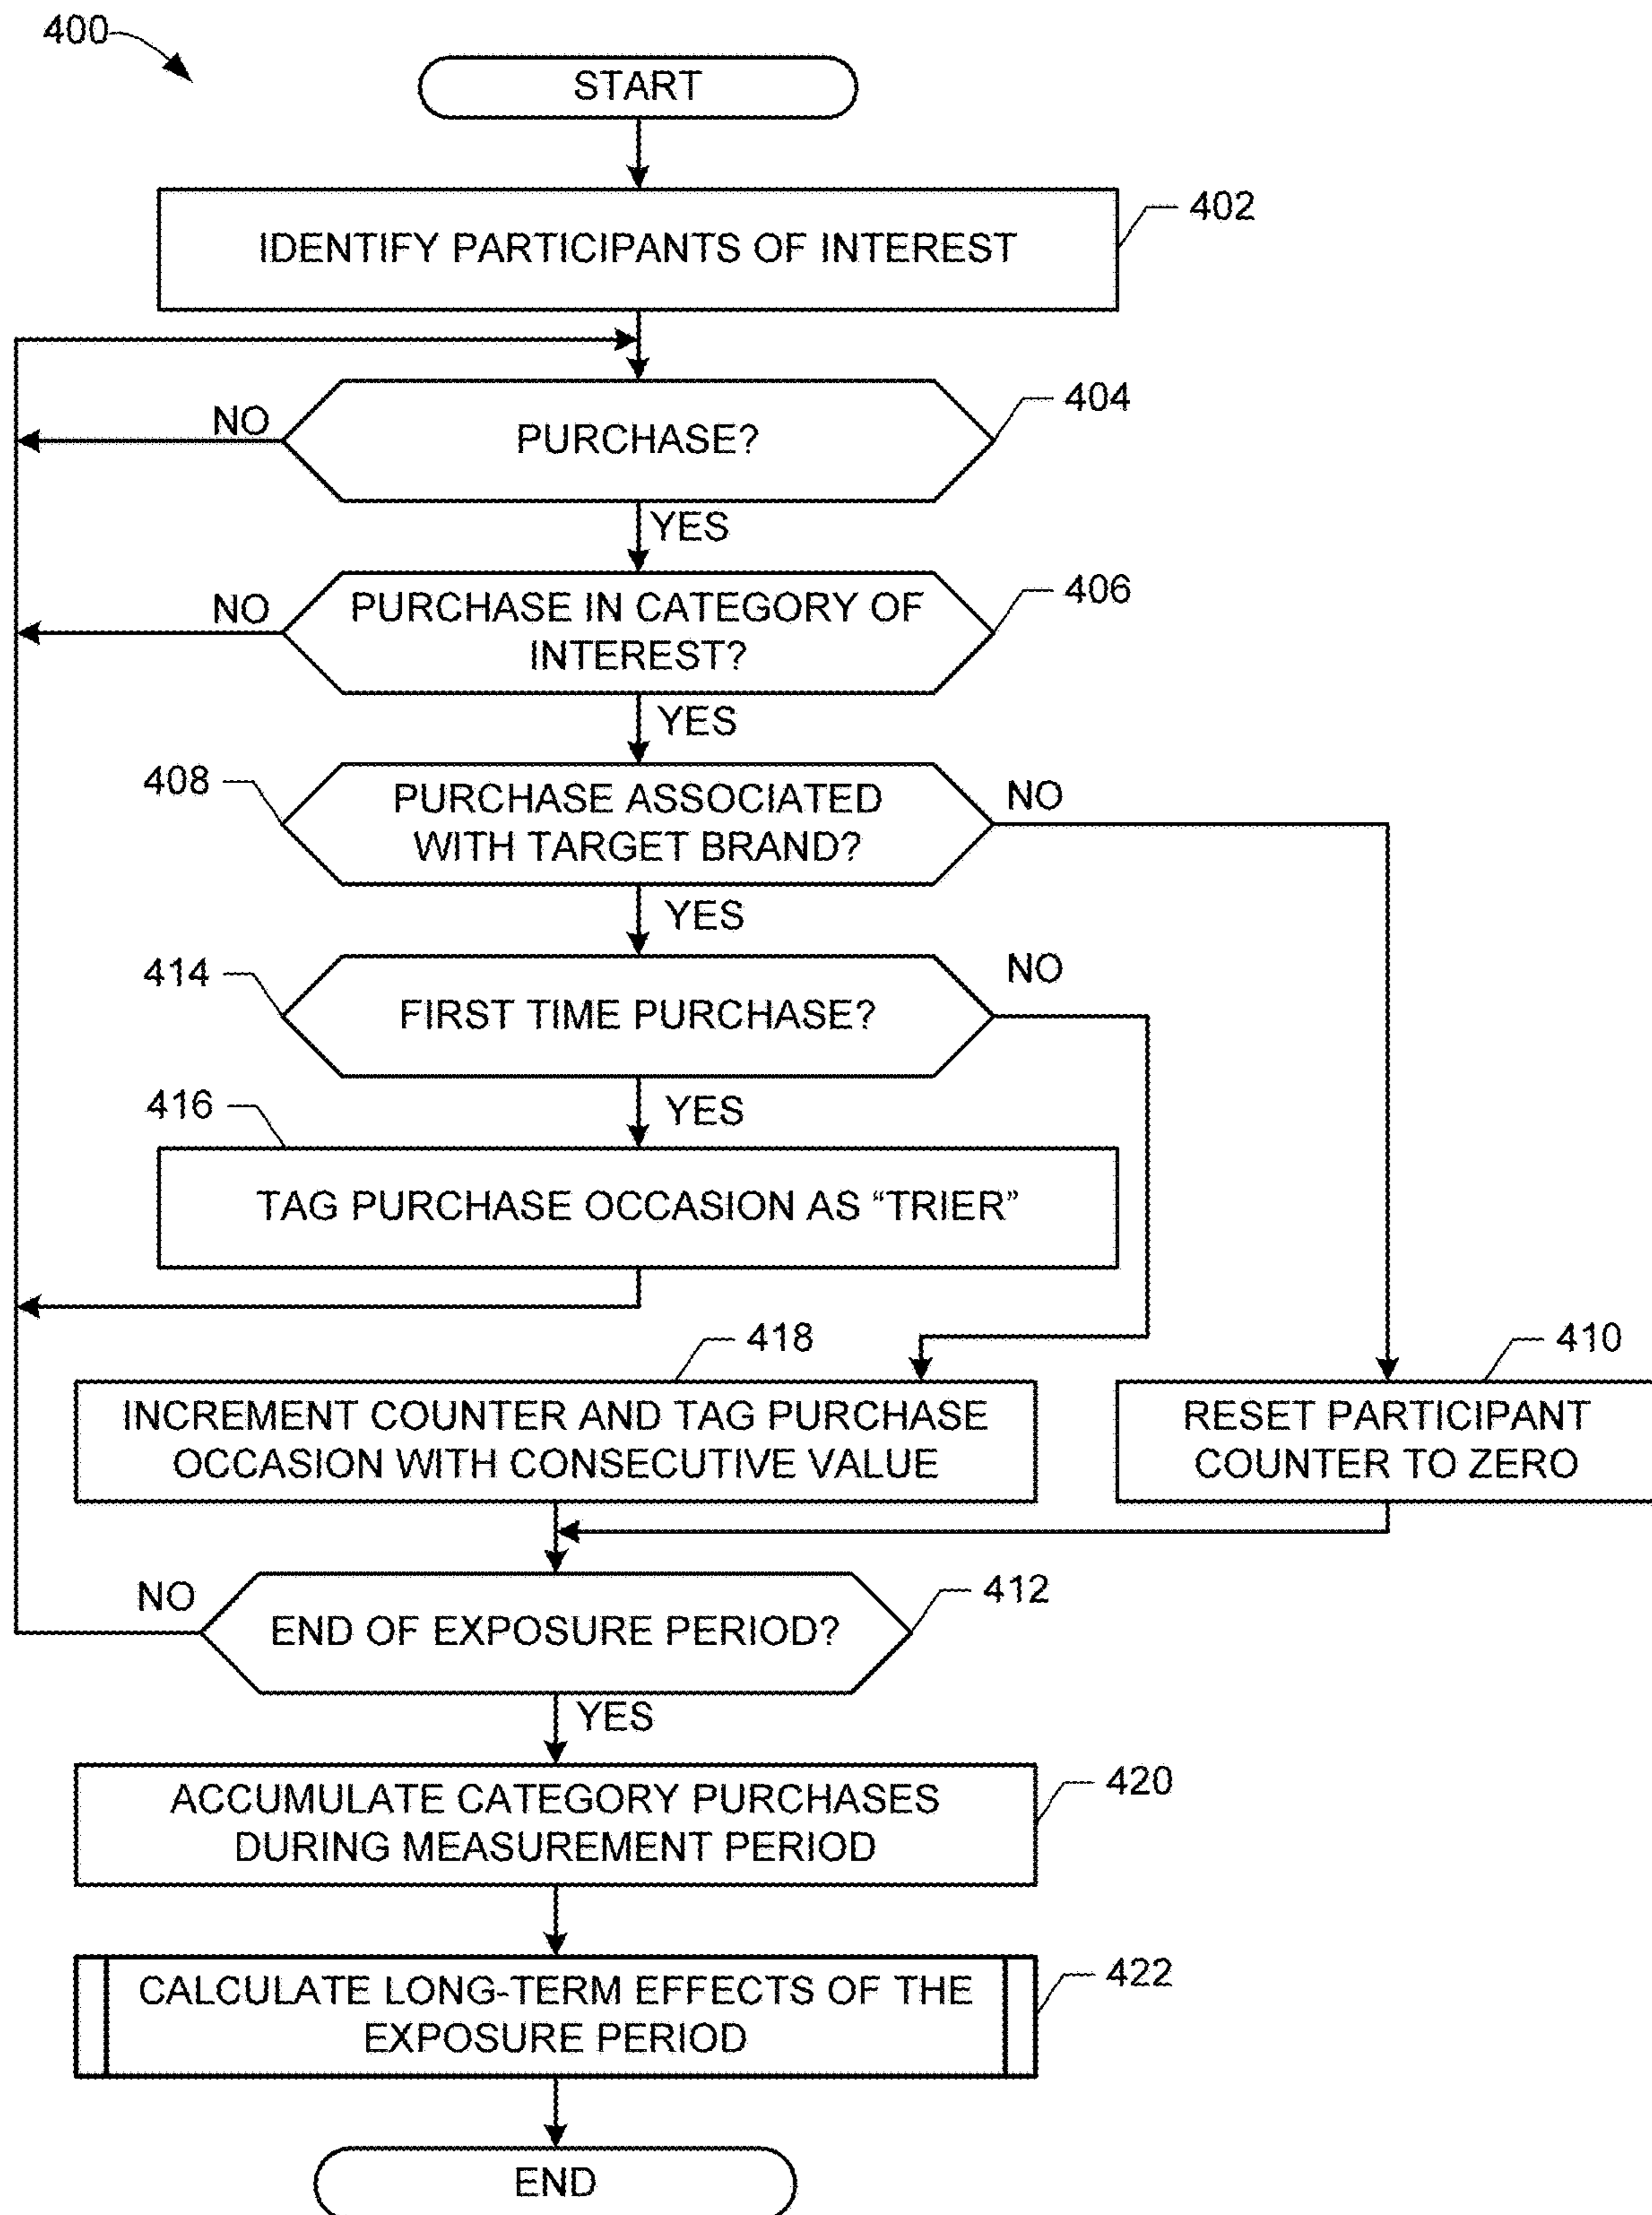 400
START
402
IDENTIFY PARTICIPANTS OF INTEREST
404
NO
PURCHASE?
YES
406
NO
PURCHASE IN CATEGORY OF
INTEREST?
YES
408
PURCHASE ASSOCIATED
WITH TARGET BRAND?
NO
YES
414
FIRST TIME PURCHASE?
NO
YES
416
TAG PURCHASE OCCASION AS “TRIER”
418
410
INCREMENT COUNTER AND TAG PURCHASE
OCCASION WITH CONSECUTIVE VALUE
RESET PARTICIPANT
COUNTER TO ZERO
412
NO
END OF EXPOSURE PERIOD?
YES
420
ACCUMULATE CATEGORY PURCHASES
DURING MEASUREMENT PERIOD
422
CALCULATE LONG-TERM EFFECTS OF THE
EXPOSURE PERIOD
END